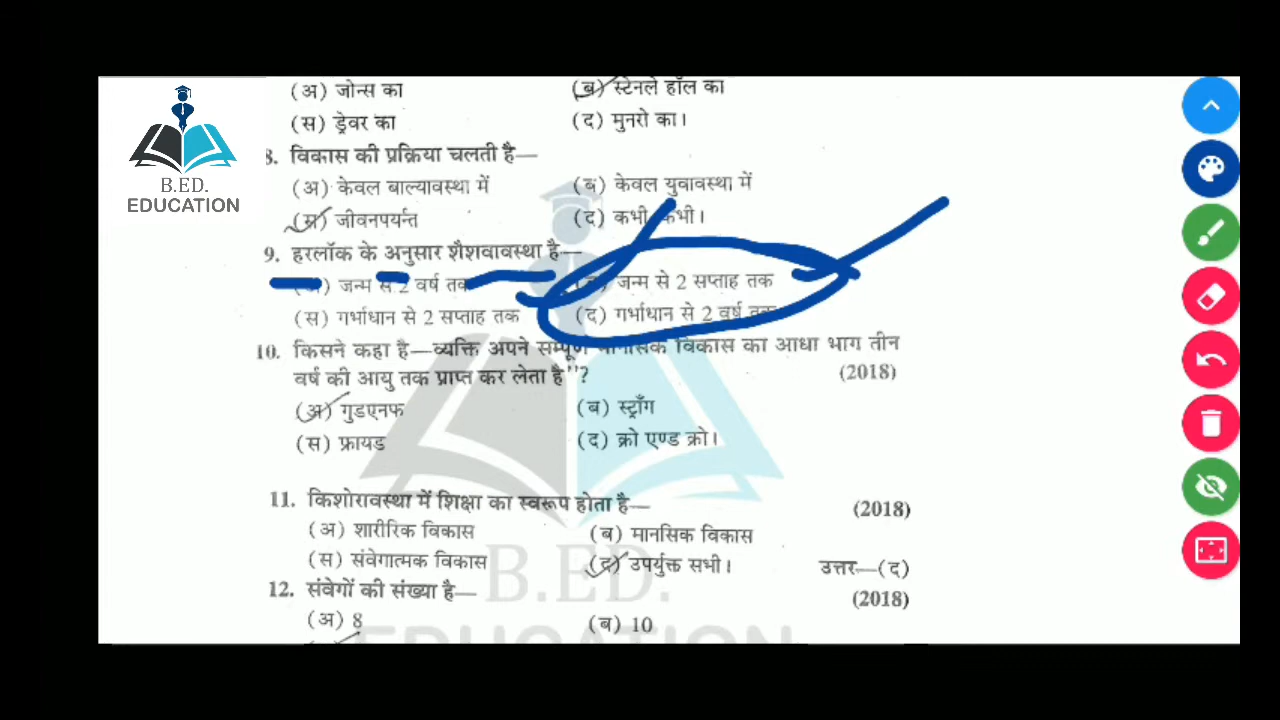 (अ) जोन्स का (ब) स्टेनले हॉल का
(स) ड्रेवर का (द) मुनरो का।
8. विकास की प्रक्रिया चलती है—
(अ) केवल बाल्यावस्था में (ब) केवल युवावस्था में
(स) जीवनपर्यन्त (द) कभी कभी।
9. हरलॉक के अनुसार शैशवावस्था है—
(अ) जन्म से 2 वर्ष तक (ब) जन्म से 2 सप्ताह तक
(स) गर्भाधान से 2 सप्ताह तक (द) गर्भाधान से 2 वर्ष तक
10. किसने कहा है—व्यक्ति अपने सम्पूर्ण मानसिक विकास का आधा भाग तीन
वर्ष की आयु तक प्राप्त कर लेता है''? (2018)
(अ) गुडएनफ (ब) स्ट्राँग
(स) फ्रायड (द) क्रो एण्ड क्रो।
11. किशोरावस्था में शिक्षा का स्वरूप होता है— (2018)
(अ) शारीरिक विकास (ब) मानसिक विकास
(स) संवेगात्मक विकास (द) उपर्युक्त सभी। उत्तर—(द)
12. संवेगों की संख्या है— (2018)
(अ) 8 (ब) 10
B.ED.
EDUCATION
B.ED.
EDUCATION